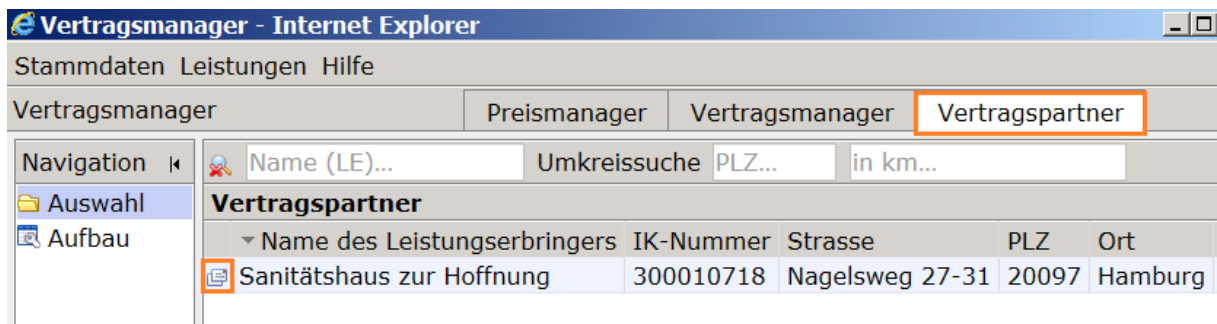 Vertragsmanager - Internet Explorer
Stammdaten Leistungen Hilfe
Vertragsmanager Preismanager Vertragsmanager Vertragspartner
Navigation Name (LE)... Umkreissuche PLZ... in km...
Auswahl Vertragspartner
Aufbau Name des Leistungserbringers IK-Nummer Strasse PLZ Ort
Sanitätshaus zur Hoffnung 300010718 Nagelsweg 27-31 20097 Hamburg